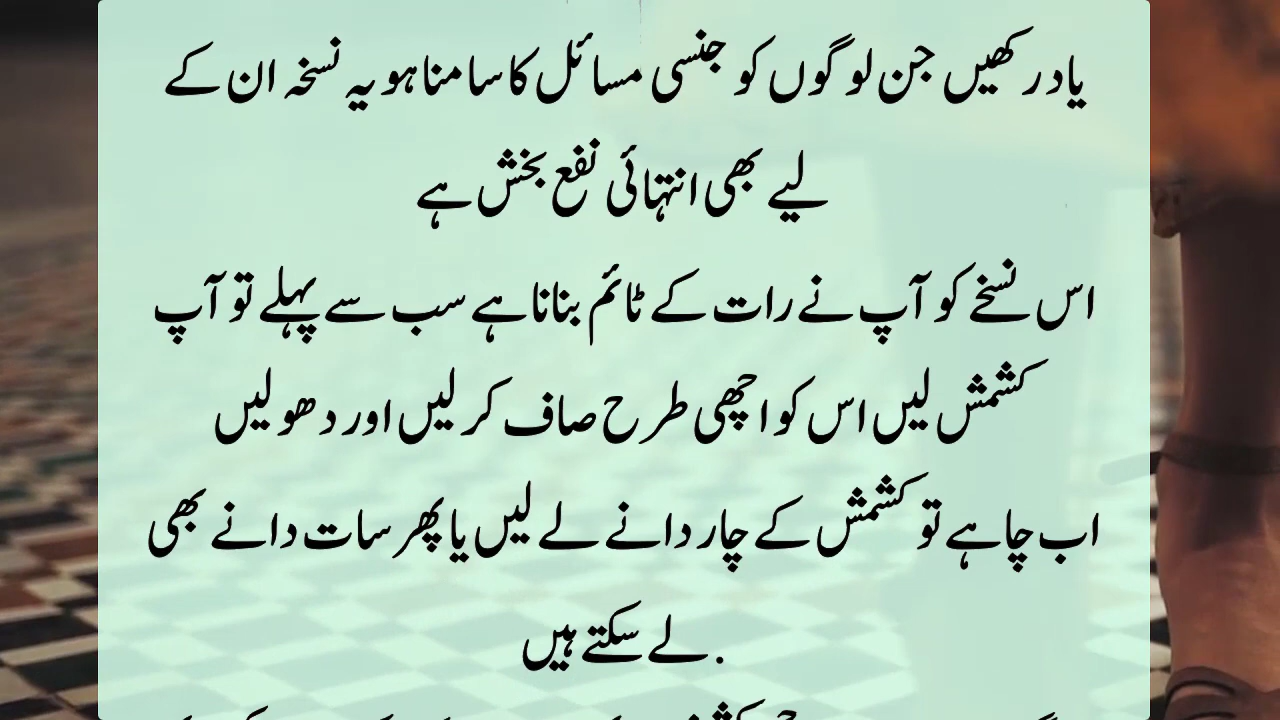 یاد رکھیں جن لوگوں کو جنسی مسائل کا سامنا ہو یہ نسخہ ان کے
لیے بھی انتہائی نفع بخش ہے
اس نسخے کو آپ نے رات کے ٹائم بنانا ہے سب سے پہلے تو آپ
کشمش لیں اس کو اچھی طرح صاف کر لیں اور دھو لیں
اب چاہے تو کشمش کے چار دانے لے لیں یا پھر سات دانے بھی
لے سکتے ہیں.